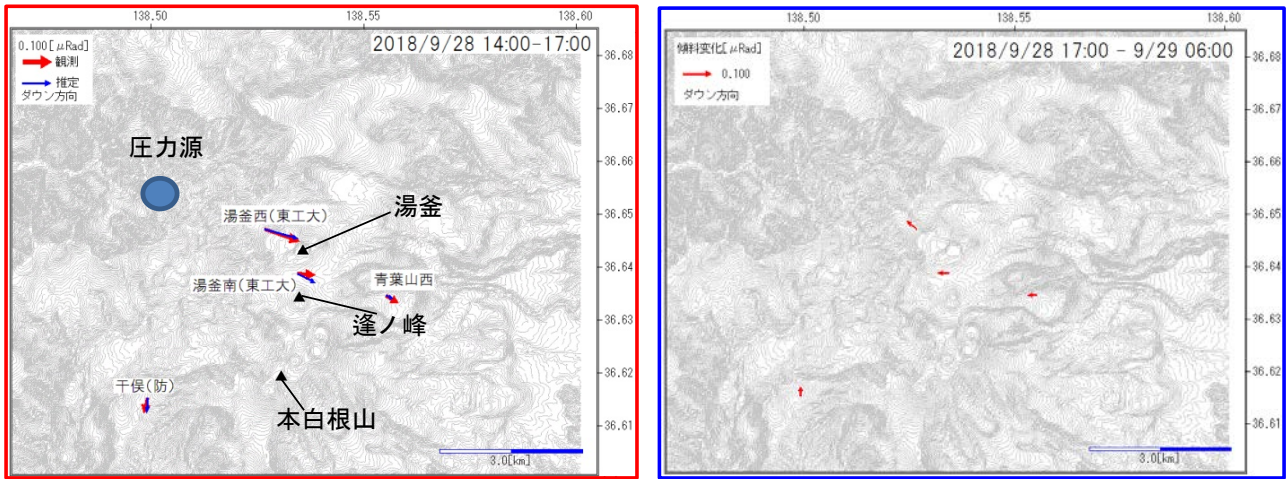 138.50 138.55 138.60
0.100[μRad]
観測
推定
ダウン方向
2018/9/28 14:00-17:00
36.68
36.67
36.66
36.65
36.64
36.63
36.62
36.61
圧力源
湯釜西(東工大)
湯釜
湯釜南(東工大)
青葉山西
逢ノ峰
干俣(防)
本白根山
3.0[km]
138.50 138.55 138.60
傾斜変化[μRad]
0.100
ダウン方向
2018/9/28 17:00 - 9/29 06:00
36.68
36.67
36.66
36.65
36.64
36.63
36.62
36.61
3.0[km]